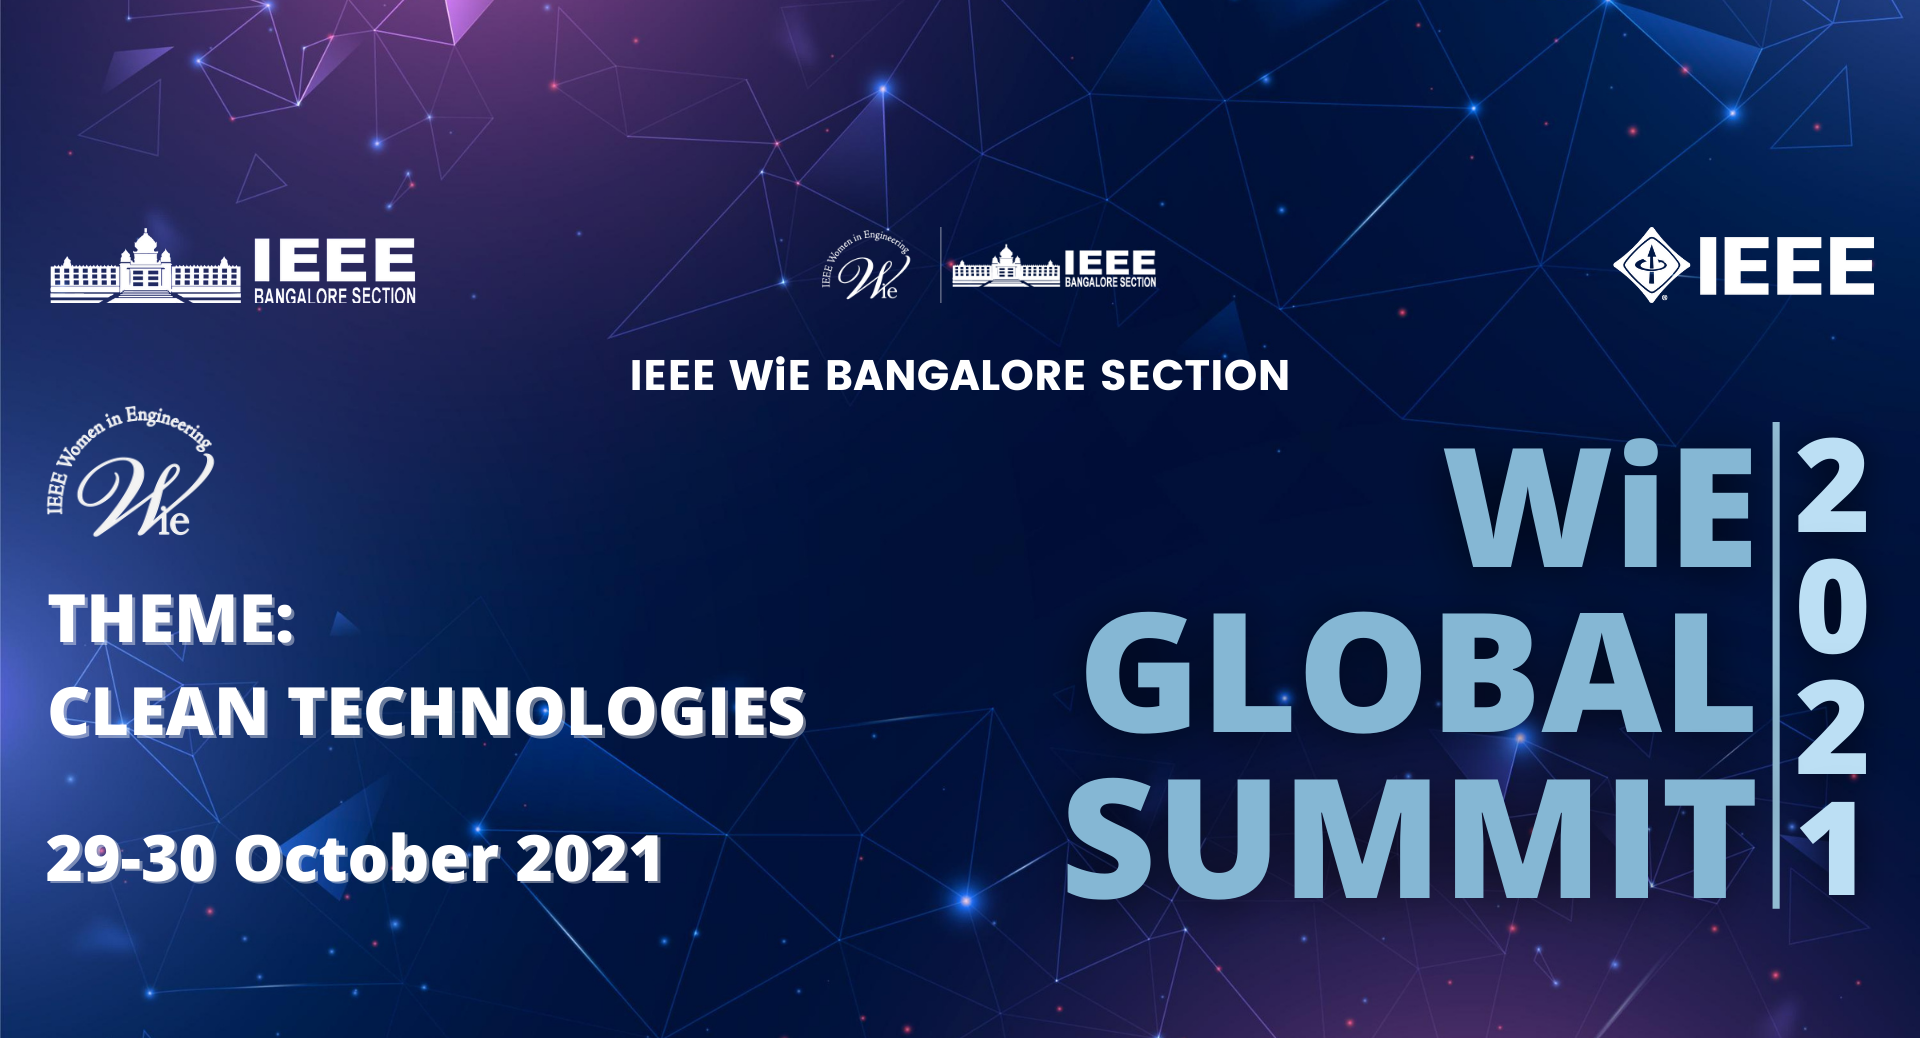 IEEE
BANGALORE SECTION
IEEE Women in Engineering
Wie
IEEE
BANGALORE SECTION
®
IEEE
IEEE WiE BANGALORE SECTION
IEEE Women in Engineering
Wie
THEME:
CLEAN TECHNOLOGIES
29-30 October 2021
WiE
GLOBAL
SUMMIT
2021